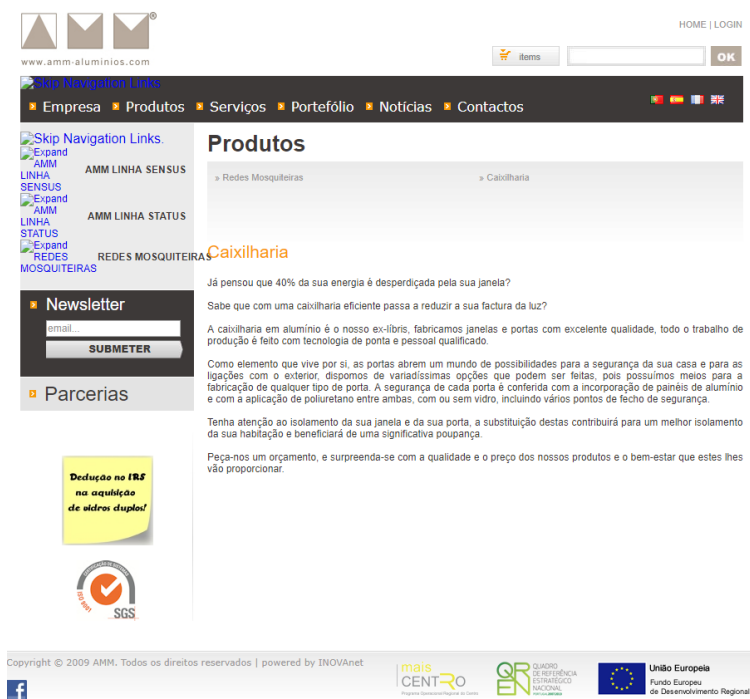 AMM®
www.amm-aluminios.com
HOME | LOGIN
items
OK
Skip Navigation Links
Empresa Produtos Serviços Portefólio Notícias Contactos
Skip Navigation Links.
Expand
AMM
LINHA
SENSUS
AMM LINHA SENSUS
Expand
AMM
LINHA
STATUS
AMM LINHA STATUS
Expand
REDES
MOSQUITEIRAS
REDES MOSQUITEIRAS
Newsletter
email...
SUBMETER
Parcerias
Dedução no IRS
na aquisição
de vidros duplos!
CERTIFICAÇÃO DE SISTEMAS
ISO 9001
SGS
Produtos
» Redes Mosquiteiras
» Caixilharia
Caixilharia
Já pensou que 40% da sua energia é desperdiçada pela sua janela?
Sabe que com uma caixilharia eficiente passa a reduzir a sua factura da luz?
A caixilharia em alumínio é o nosso ex-líbris, fabricamos janelas e portas com excelente qualidade, todo o trabalho de
produção é feito com tecnologia de ponta e pessoal qualificado.
Como elemento que vive por si, as portas abrem um mundo de possibilidades para a segurança da sua casa e para as
ligações com o exterior, dispomos de variadíssimas opções que podem ser feitas, pois possuímos meios para a
fabricação de qualquer tipo de porta. A segurança de cada porta é conferida com a incorporação de painéis de alumínio
e com a aplicação de poliuretano entre ambas, com ou sem vidro, incluindo vários pontos de fecho de segurança.
Tenha atenção ao isolamento da sua janela e da sua porta, a substituição destas contribuirá para um melhor isolamento
da sua habitação e beneficiará de uma significativa poupança.
Peça-nos um orçamento, e surpreenda-se com a qualidade e o preço dos nossos produtos e o bem-estar que estes lhes
vão proporcionar.
Copyright © 2009 AMM. Todos os direitos reservados | powered by INOVAnet
mais
CENTRO
Programa Operacional Regional do Centro
QREN
QUADRO
DE REFERÊNCIA
ESTRATÉGICO
NACIONAL
União Europeia
Fundo Europeu
de Desenvolvimento Regional